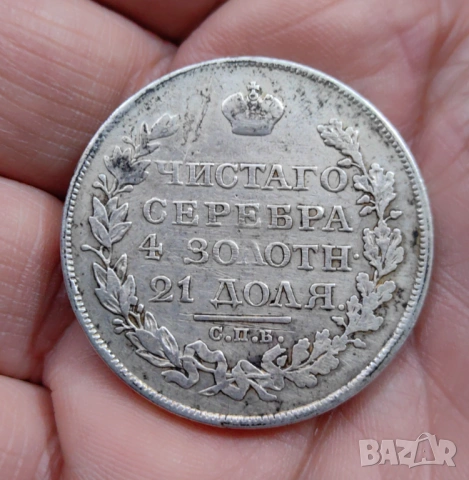 ЧИСТАГО
СЕРЕБРА
4 ЗОЛОТН.
21 ДОЛЯ.
С.П.Б.
BAZAR